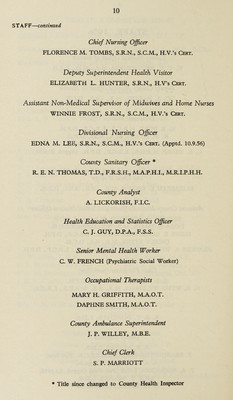 10
STAFF—continued
Chief Nursing Officer
FLORENCE M. TOMBS, S.R.N., S.C.M., H.V.'s CERT.
Deputy Superintendent Health Visitor
ELIZABETH L. HUNTER, S.R.N., H.V's CERT.
Assistant Non-Medical Supervisor of Midwives and Home Nurses
WINNIE FROST, S.R.N., S.C.M., H.V.'s CERT.
Divisional Nursing Officer
EDNA M. LEE, S.R.N., S.C.M., H.V.'s CERT. (Apptd. 10.9.56)
County Sanitary Officer *
R. E. N. THOMAS, T.D., F.R.S.H., M.A.P.H.I., M.R.I.P.H.H.
County Analyst
A. LICKORISH, F.I.C.
Health Education and Statistics Officer
C. J. GUY, D.P.A., F.S.S.
Senior Mental Health Worker
C. W. FRENCH (Psychiatric Social Worker)
Occupational Therapists
MARY H. GRIFFITH, M.A.O.T.
DAPHNE SMITH, M.A.O.T.
County Ambulance Superintendent
J. P. WILLEY, M.B.E.
Chief Clerk
S. P. MARRIOTT
* Title since changed to County Health Inspector